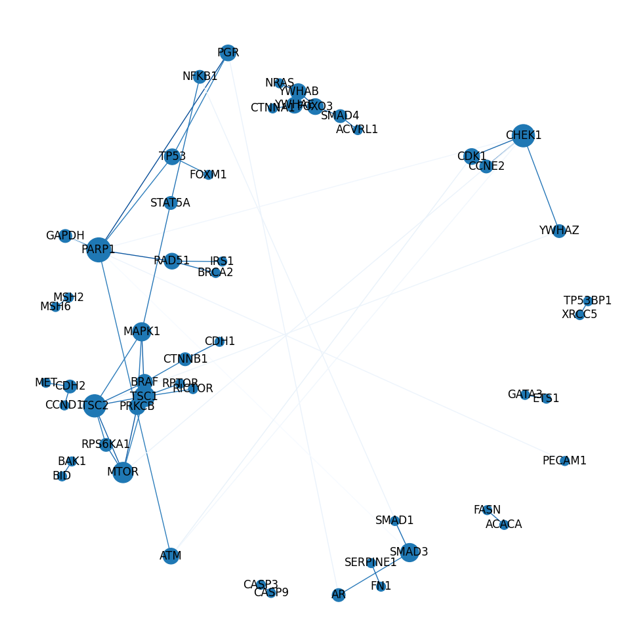 PGR
NFKB1
NRAS
YWHAB
CTNNA1
YWHAE
FOXO3
SMAD4
ACVRL1
CHEK1
CDK1
CCNE2
TP53
FOXM1
STAT5A
YWHAZ
GAPDH
PARP1
RAD51
IRS1
BRCA2
MSH2
MSH6
TP53BP1
XRCC5
MAPK1
CDH1
CTNNB1
MET
CDH2
BRAF
RPTOR
RICTOR
TSC1
CCND1
TSC2
PRKCB
GATA3
RPS6KA1
BAK1
BID
MTOR
PECAM1
FASN
ACACA
SMAD1
ATM
SMAD3
SERPINE1
CASP3
CASP9
FN1
AR